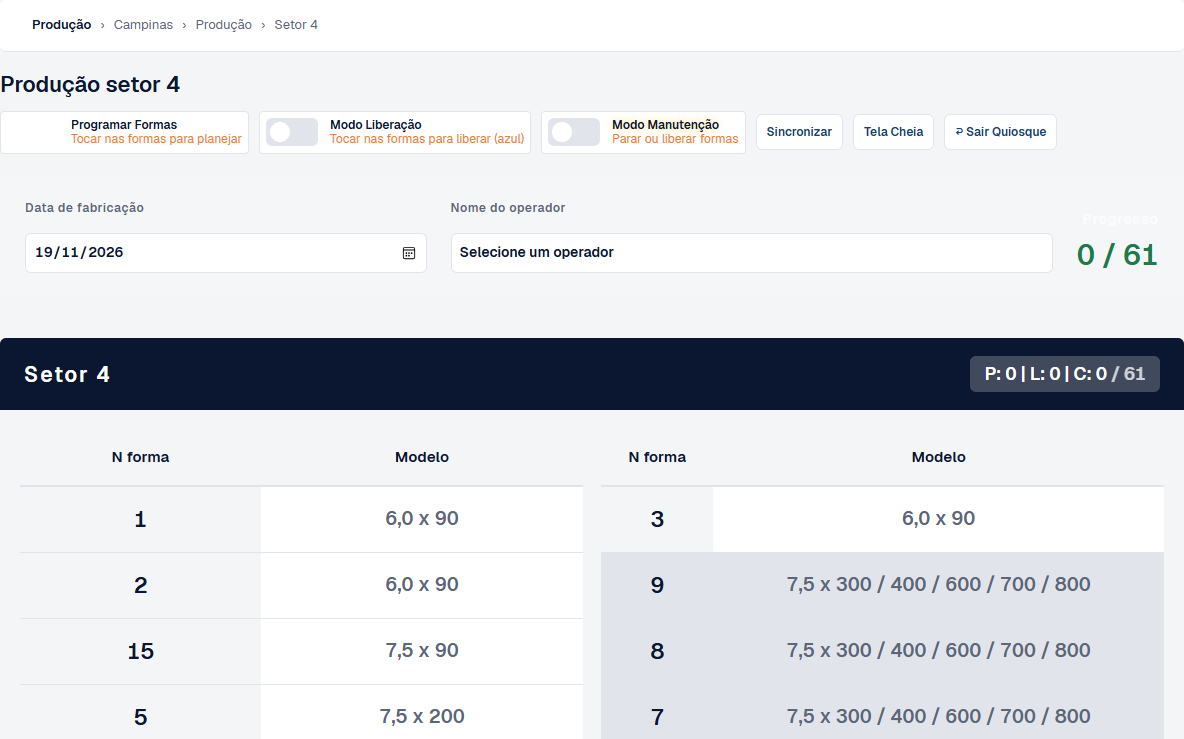 Produção › Campinas › Produção › Setor 4
Produção setor 4
Programar Formas
Tocar nas formas para planejar
Modo Liberação
Tocar nas formas para liberar (azul)
Modo Manutenção
Parar ou liberar formas
Sincronizar
Tela Cheia
Sair Quiosque
Data de fabricação
19/11/2026
Nome do operador
Selecione um operador
Progresso
0 / 61
Setor 4
P: 0 | L: 0 | C: 0 / 61
N forma Modelo N forma Modelo
1 6,0 x 90 3 6,0 x 90
2 6,0 x 90 9 7,5 x 300 / 400 / 600 / 700 / 800
15 7,5 x 90 8 7,5 x 300 / 400 / 600 / 700 / 800
5 7,5 x 200 7 7,5 x 300 / 400 / 600 / 700 / 800